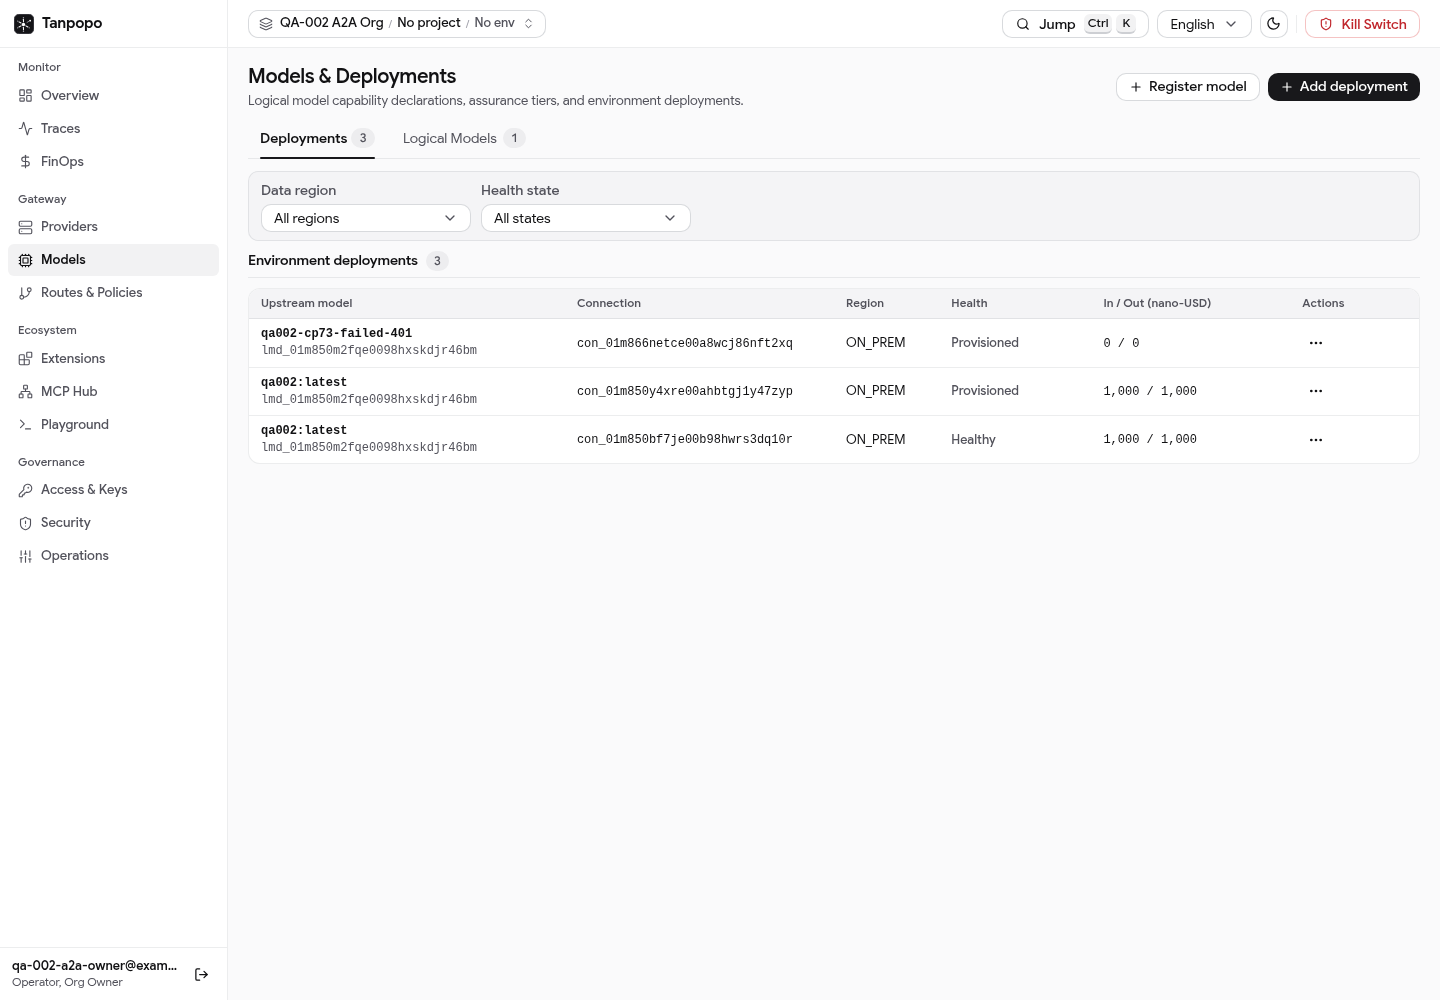 Tanpopo
QA-002 A2A Org / No project / No env
Jump Ctrl K
English
Kill Switch
Monitor
Overview
Traces
FinOps
Gateway
Providers
Models
Routes & Policies
Ecosystem
Extensions
MCP Hub
Playground
Governance
Access & Keys
Security
Operations
qa-002-a2a-owner@exam...
Operator, Org Owner
Models & Deployments
Logical model capability declarations, assurance tiers, and environment deployments.
+ Register model
+ Add deployment
Deployments 3
Logical Models 1
Data region
All regions
Health state
All states
Environment deployments 3
Upstream model Connection Region Health In / Out (nano-USD) Actions
qa002-cp73-failed-401
lmd_01m850m2fqe0098hxskdjr46bm
con_01m866netce00a8wcj86nft2xq ON_PREM Provisioned 0 / 0 ...
qa002:latest
lmd_01m850m2fqe0098hxskdjr46bm
con_01m850y4xre00ahbtgj1y47zyp ON_PREM Provisioned 1,000 / 1,000 ...
qa002:latest
lmd_01m850m2fqe0098hxskdjr46bm
con_01m850bf7je00b98hwrs3dq10r ON_PREM Healthy 1,000 / 1,000 ...